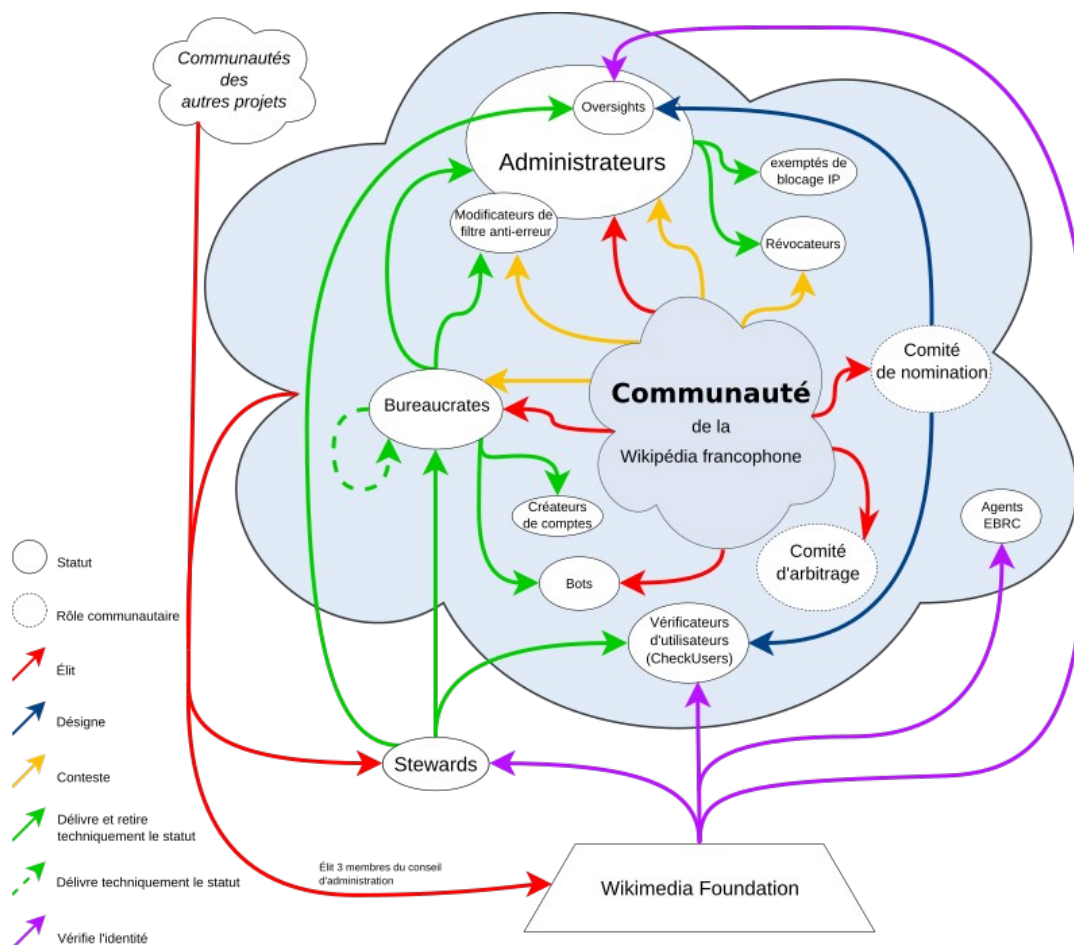 Communautés
des
autres projets
Oversights
Administrateurs
exemptés de
blocage IP
Modificateurs de
filtre anti-erreur
Révocateurs
Comité
de nomination
Communauté
de la
Wikipédia francophone
Bureaucrates
Créateurs
de comptes
Agents
EBRC
Comité
d'arbitrage
Bots
Vérificateurs
d'utilisateurs
(CheckUsers)
Stewards
Élit 3 membres du conseil
d'administration
Wikimedia Foundation
Statut
Rôle communautaire
Élit
Désigne
Conteste
Délivre et retire
techniquement le statut
Délivre techniquement le statut
Vérifie l'identité